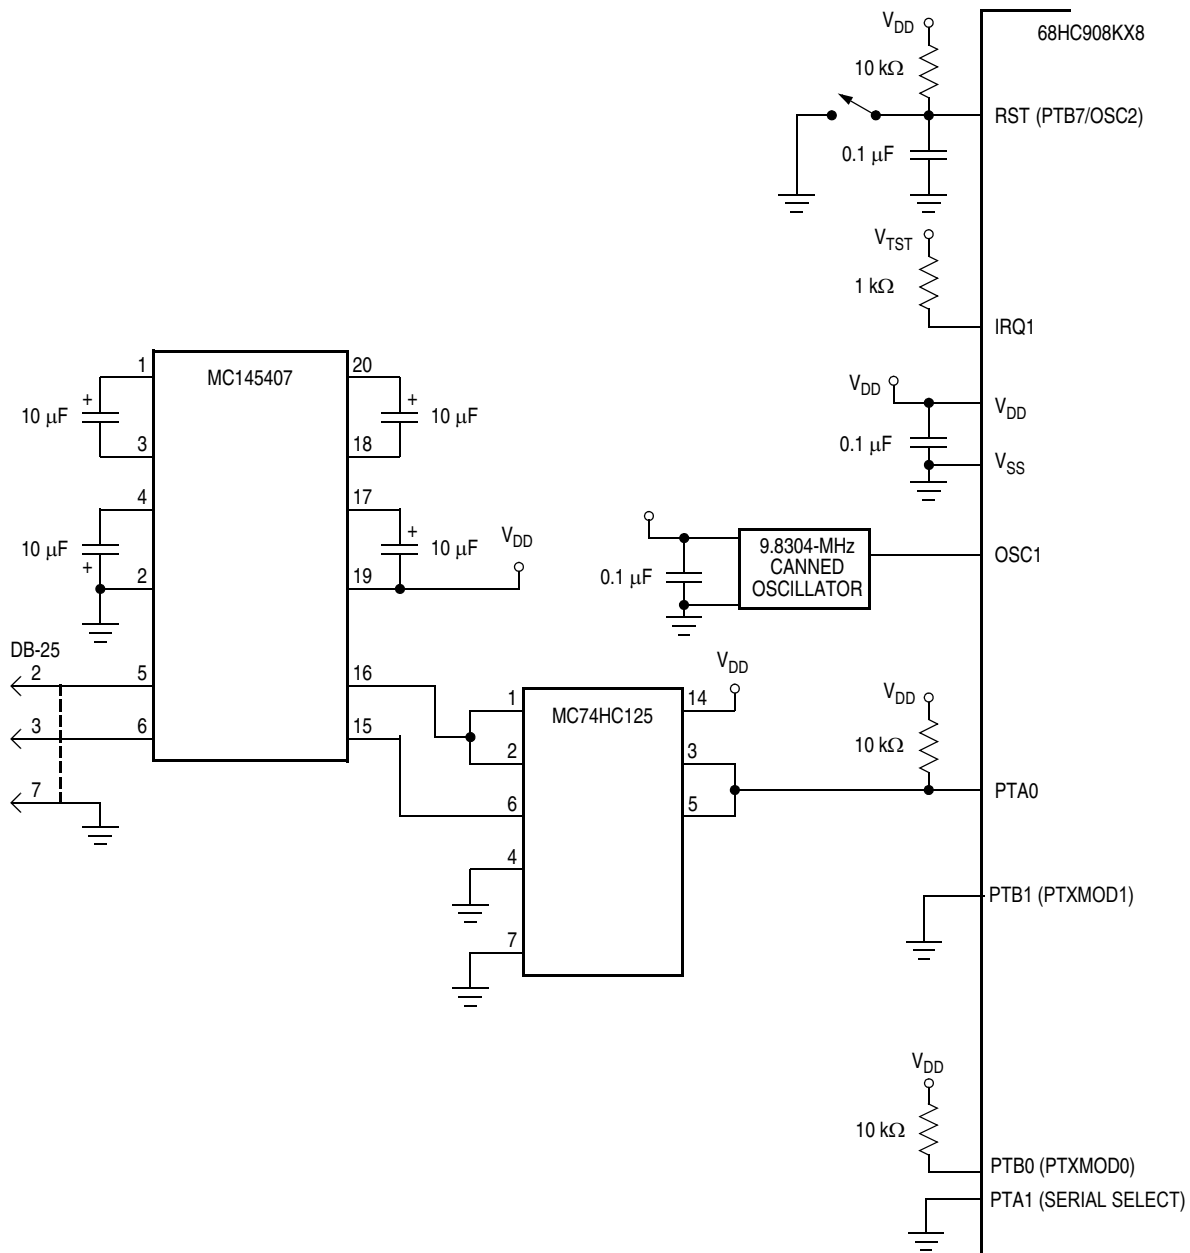 68HC908KX8
VDD
10 kΩ
RST (PTB7/OSC2)
0.1 μF
VTST
1 kΩ
IRQ1
VDD
VDD
0.1 μF
VSS
MC145407
1
20
10 μF
+
+
10 μF
3
18
4
17
10 μF
+
+
10 μF
VDD
2
19
0.1 μF
9.8304-MHz
CANNED
OSCILLATOR
OSC1
DB-25
2
5
16
3
6
15
7
VDD
MC74HC125
1
14
2
3
6
5
4
7
VDD
10 kΩ
PTA0
PTB1 (PTXMOD1)
VDD
10 kΩ
PTB0 (PTXMOD0)
PTA1 (SERIAL SELECT)